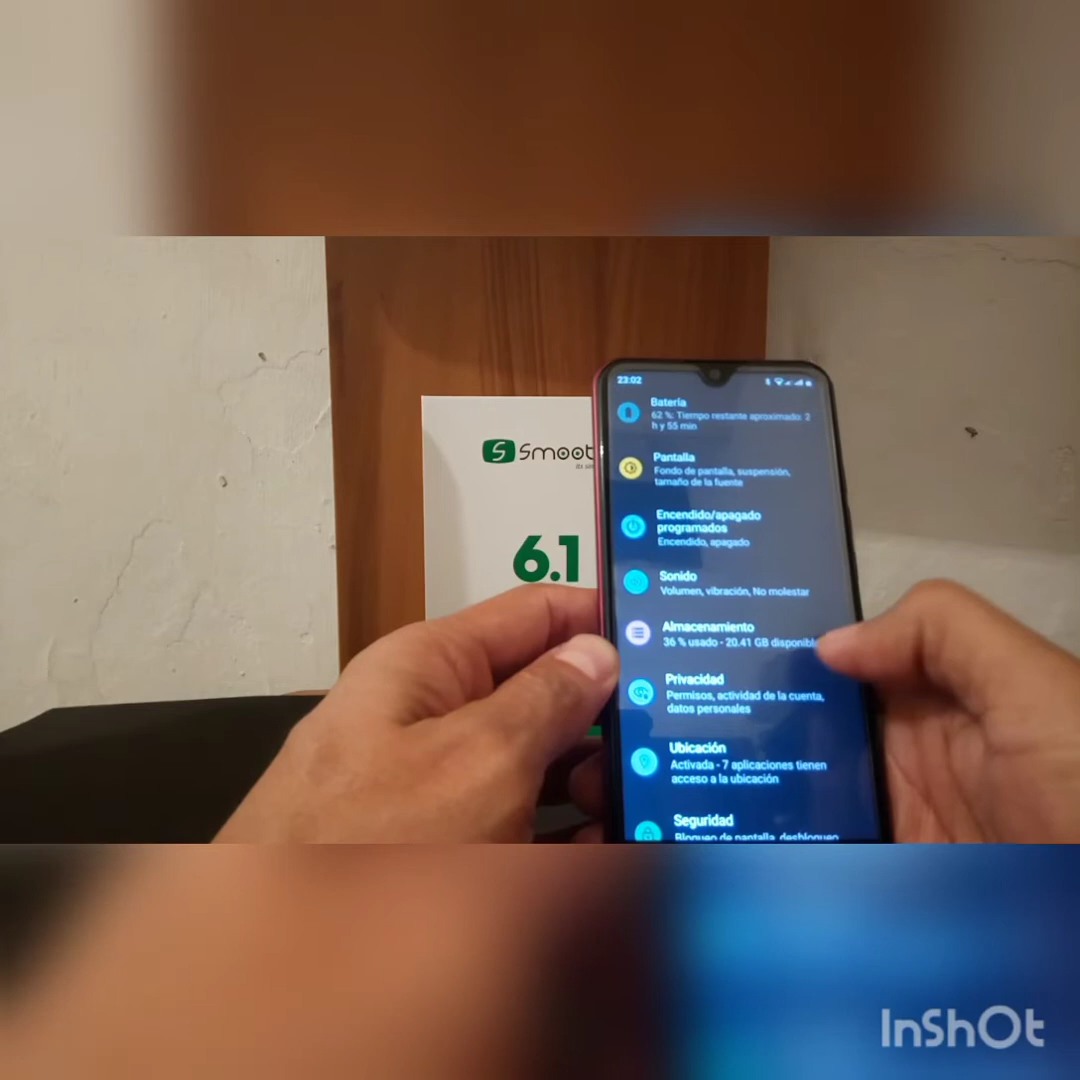 Smoot
6.1
23:02
Batería
62 %: Tiempo restante aproximado: 2
h y 55 min
Pantalla
Fondo de pantalla, suspensión,
tamaño de la fuente
Encendido/apagado
programados
Encendido, apagado
Sonido
Volumen, vibración, No molestar
Almacenamiento
36 % usado - 20.41 GB disponible
Privacidad
Permisos, actividad de la cuenta,
datos personales
Ubicación
Activada - 7 aplicaciones tienen
acceso a la ubicación
Seguridad
Bloqueo de pantalla, desbloqueo
InShOt